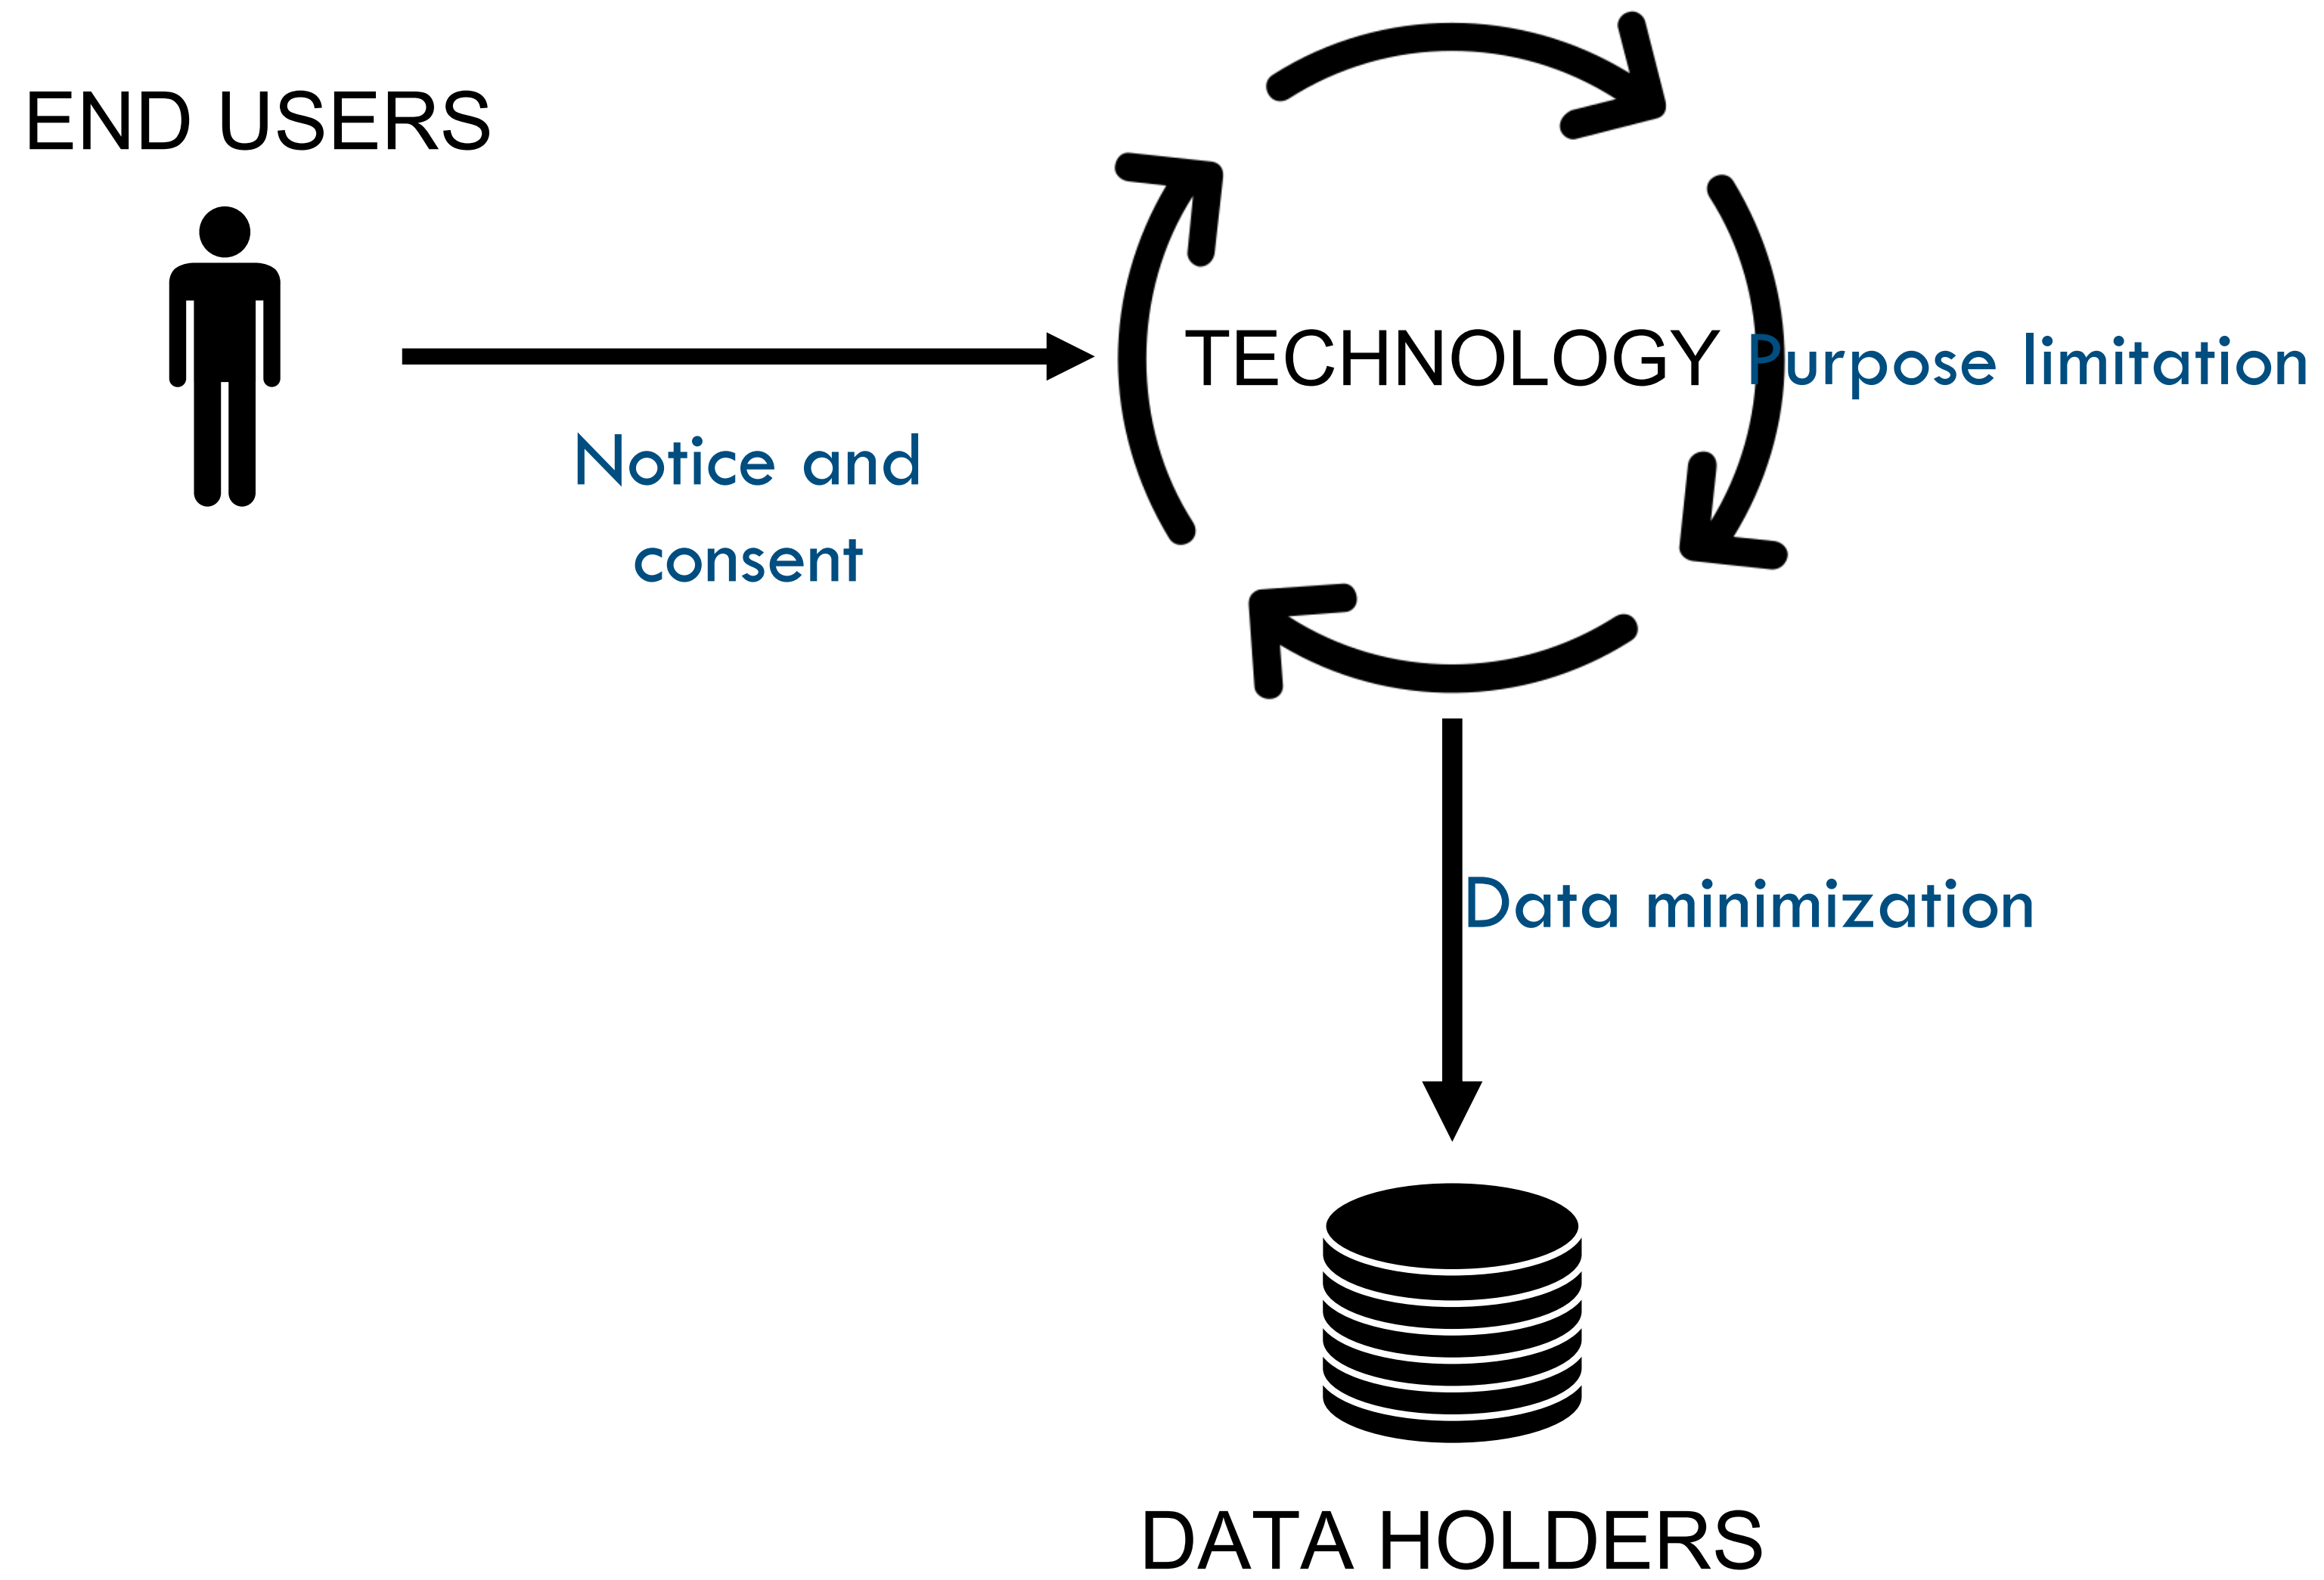 END USERS
TECHNOLOGY
Purpose limitation
Notice and
consent
Data minimization
DATA HOLDERS